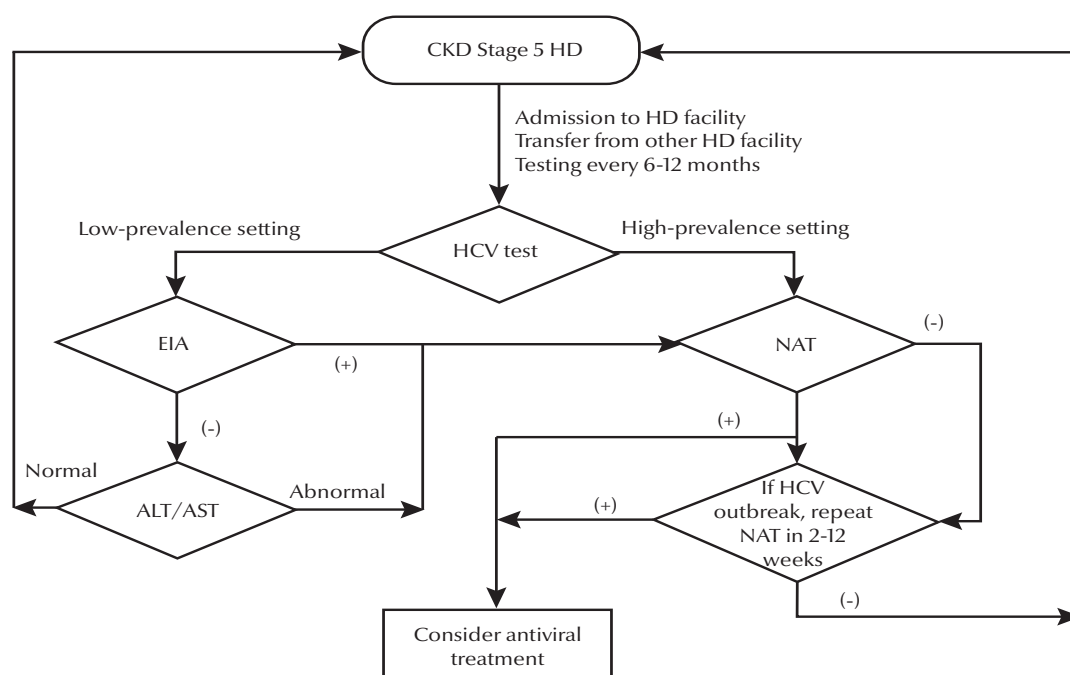 CKD Stage 5 HD
Admission to HD facility
Transfer from other HD facility
Testing every 6-12 months
Low-prevalence setting
High-prevalence setting
HCV test
EIA
(+)
NAT
(-)
(-)
(+)
Normal
ALT/AST
Abnormal
(+)
If HCV
outbreak, repeat
NAT in 2-12
weeks
(-)
Consider antiviral
treatment